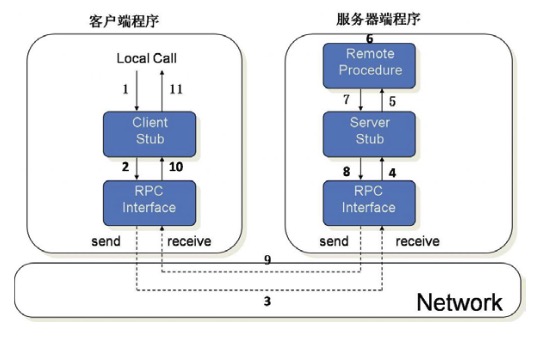 客户端程序
服务器端程序
Local Call
1
11
Client
Stub
2
10
RPC
Interface
send
receive
6
Remote
Procedure
7
5
Server
Stub
8
4
RPC
Interface
send
receive
9
3
Network